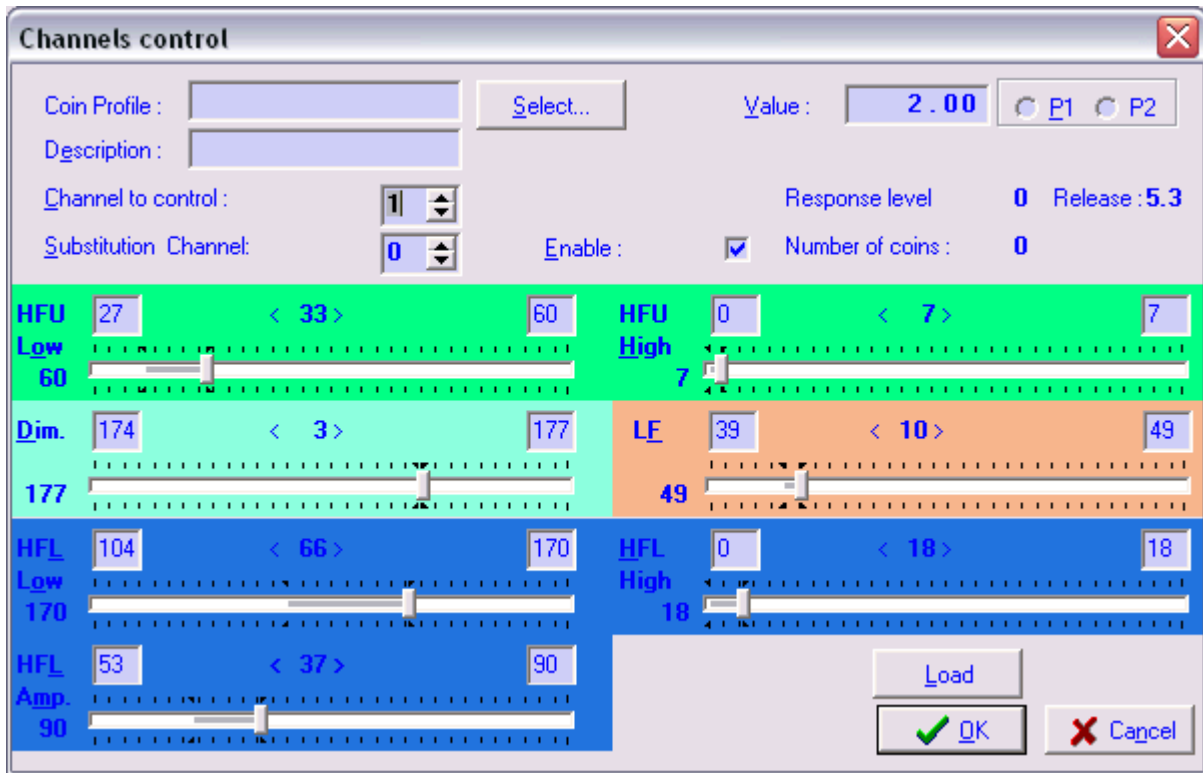 Channels control
Coin Profile : Select... Value : 2.00 P1 P2
Description :
Channel to control : 1 Response level 0 Release : 5.3
Substitution Channel: 0 Enable : Number of coins : 0
HFU Low 27 < 33 > 60
60
HFU High 0 < 7 > 7
7
Dim. 174 < 3 > 177
177
LF 39 < 10 > 49
49
HFL Low 104 < 66 > 170
170
HFL High 0 < 18 > 18
18
HFL Amp. 53 < 37 > 90
90
Load
OK Cancel